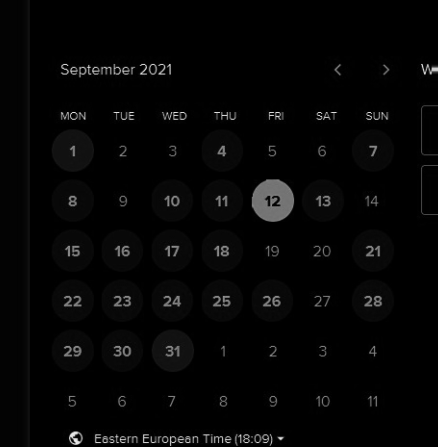 September 2021 < >
MON TUE WED THU FRI SAT SUN
1 2 3 4 5 6 7
8 9 10 11 12 13 14
15 16 17 18 19 20 21
22 23 24 25 26 27 28
29 30 31 1 2 3 4
5 6 7 8 9 10 11
Eastern European Time (18:09)